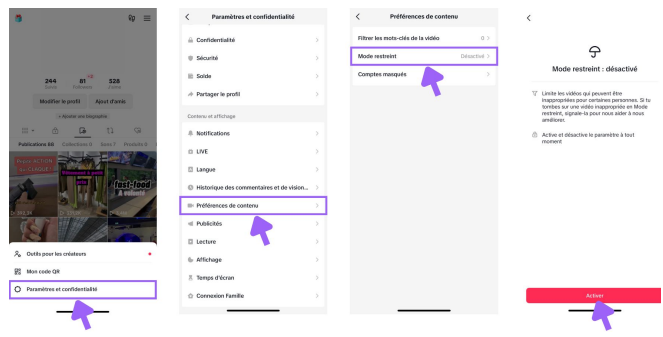 244
81
528
Suivis
Followers
J'aime
Modifier le profil
Ajout d'amis
+ Ajouter une biographie
Publications 86
Collections 0
Sons 7
Produits 0
fast-food
À volonté
Outils pour les créateurs
Mon code QR
Paramètres et confidentialité
Paramètres et confidentialité
Confidentialité
Sécurité
Solde
Partager le profil
Contenu et affichage
Notifications
LIVE
Langue
Historique des commentaires et de vision...
Préférences de contenu
Publicités
Lecture
Affichage
Temps d'écran
Connexion Famille
Préférences de contenu
Filtrer les mots-clés de la vidéo 0
Mode restreint Désactivé
Comptes masqués
Mode restreint : désactivé
Limite les vidéos qui peuvent être
inappropriées pour certaines personnes. Si tu
tombes sur une vidéo inappropriée en Mode
restreint, signale-la pour nous aider à nous
améliorer.
Active et désactive le paramètre à tout
moment
Activer